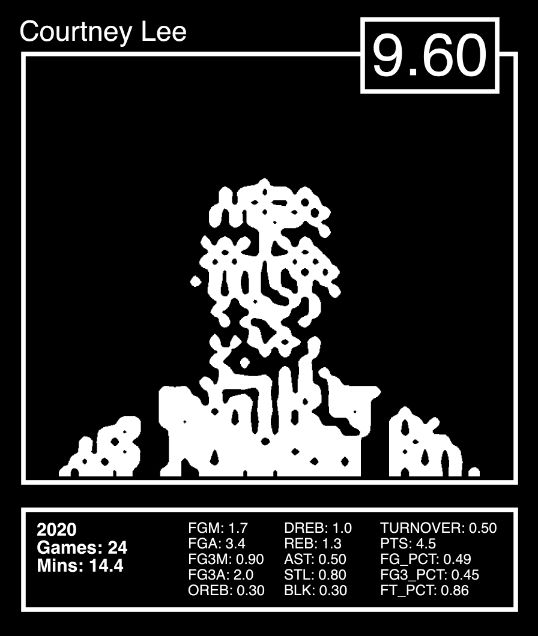 Courtney Lee
9.60
2020
Games: 24
Mins: 14.4
FGM: 1.7
FGA: 3.4
FG3M: 0.90
FG3A: 2.0
OREB: 0.30
DREB: 1.0
REB: 1.3
AST: 0.50
STL: 0.80
BLK: 0.30
TURNOVER: 0.50
PTS: 4.5
FG_PCT: 0.49
FG3_PCT: 0.45
FT_PCT: 0.86